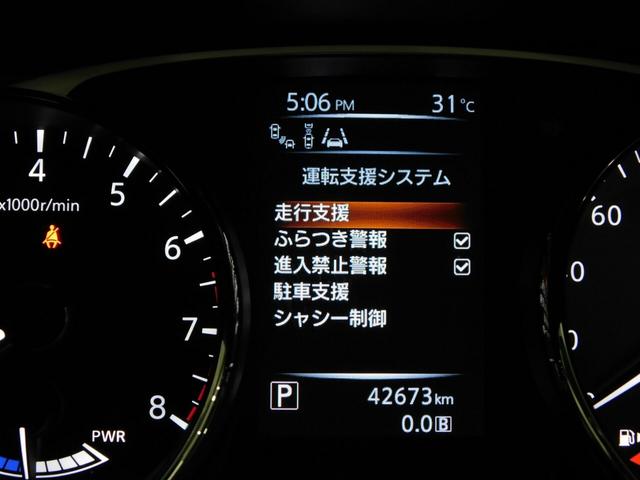 5:06 PM 31℃
運転支援システム
走行支援
ふらつき警報
進入禁止警報
駐車支援
シャシー制御
P 42673km
0.0 B
4
5
x1000r/min
6
7
8
PWR
60